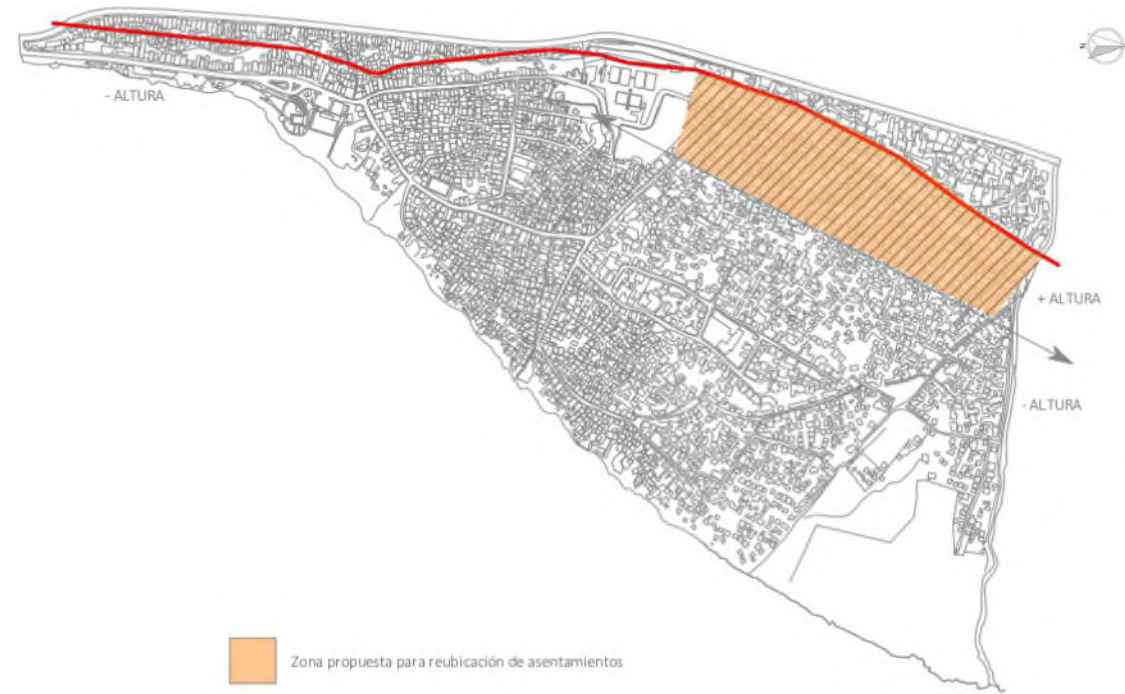 N
- ALTURA
+ ALTURA
- ALTURA
Zona propuesta para reubicación de asentamientos